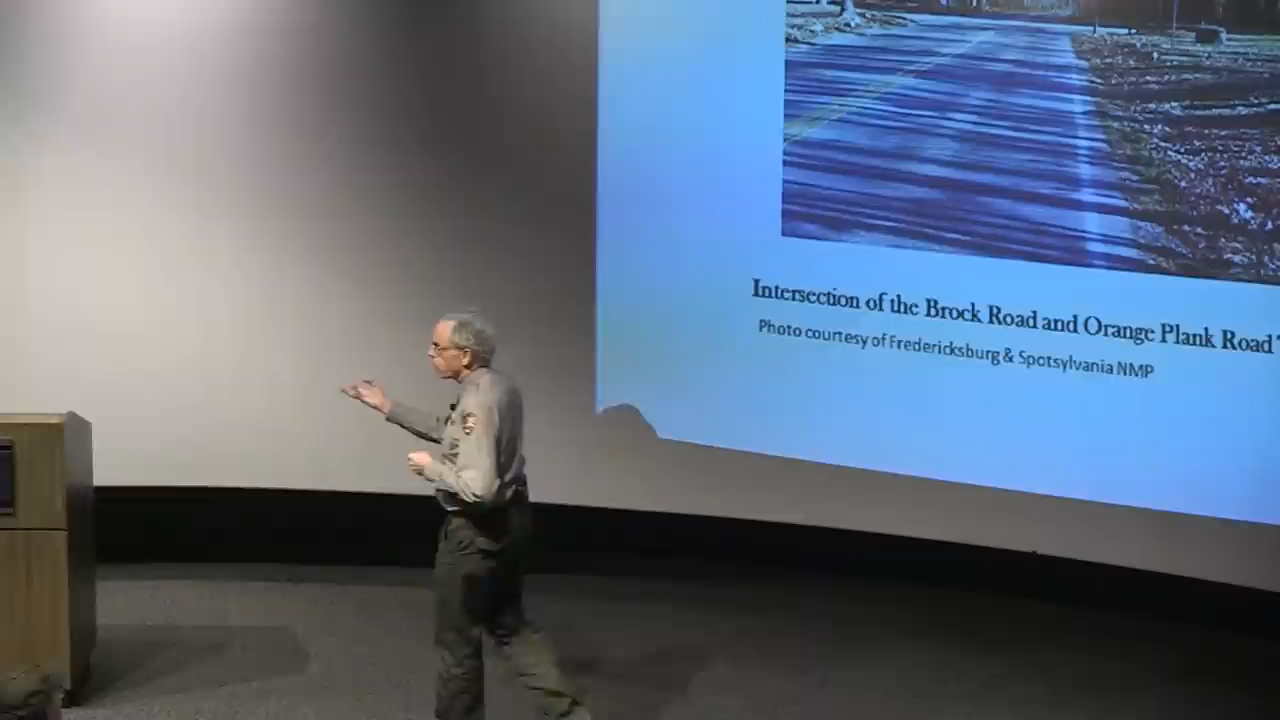 Intersection of the Brock Road and Orange Plank Road
Photo courtesy of Fredericksburg & Spotsylvania NMP